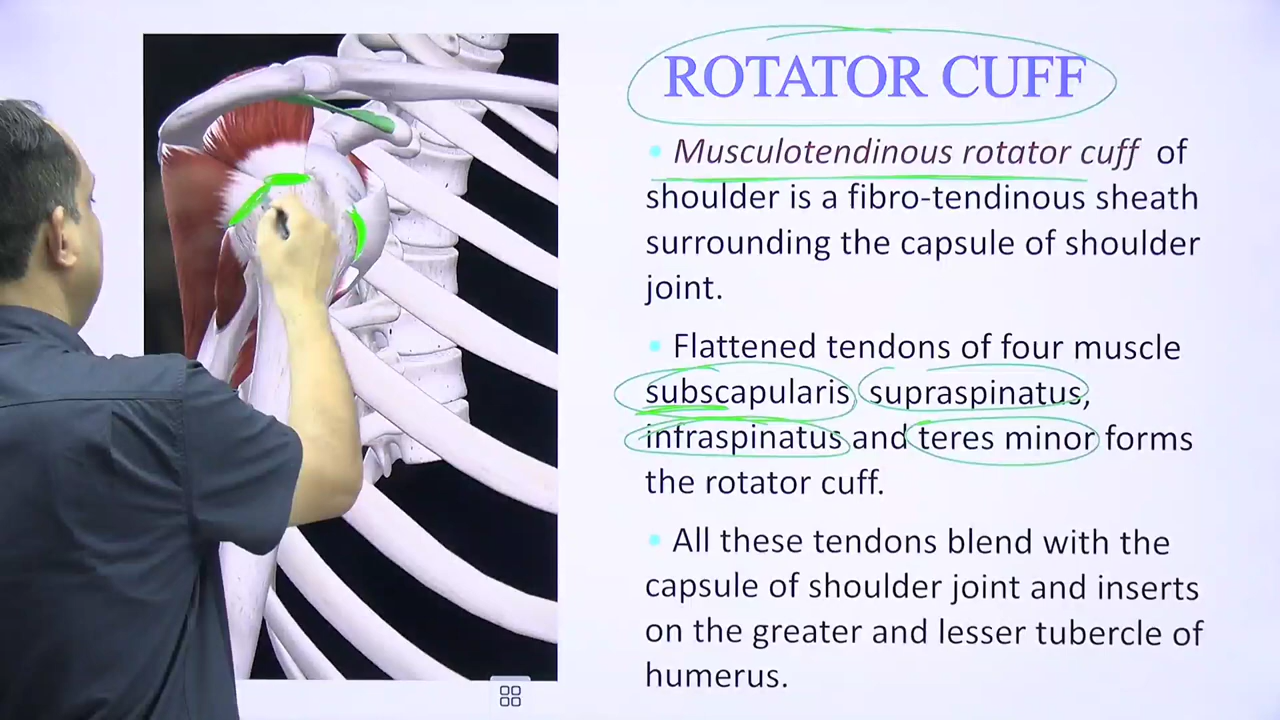 ROTATOR CUFF
• Musculotendinous rotator cuff of
shoulder is a fibro-tendinous sheath
surrounding the capsule of shoulder
joint.
• Flattened tendons of four muscle
subscapularis supraspinatus,
infraspinatus and teres minor forms
the rotator cuff.
• All these tendons blend with the
capsule of shoulder joint and inserts
on the greater and lesser tubercle of
humerus.